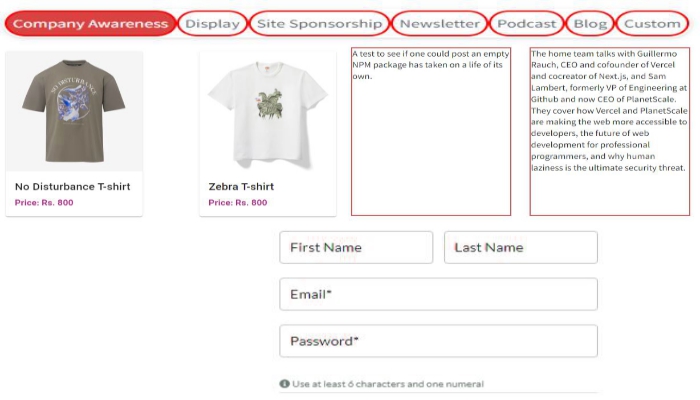 Company Awareness Display Site Sponsorship Newsletter Podcast Blog Custom
NO DISTURBANCE
No Disturbance T-shirt
Price: Rs. 800
Zebra T-shirt
Price: Rs. 800
A test to see if one could post an empty
NPM package has taken on a life of its
own.
The home team talks with Guillermo
Rauch, CEO and cofounder of Vercel
and cocreator of Next.js, and Sam
Lambert, formerly VP of Engineering at
Github and now CEO of PlanetScale.
They cover how Vercel and PlanetScale
are making the web more accessible to
developers, the future of web
development for professional
programmers, and why human
laziness is the ultimate security threat.
First Name Last Name
Email*
Password*
Use at least 6 characters and one numeral